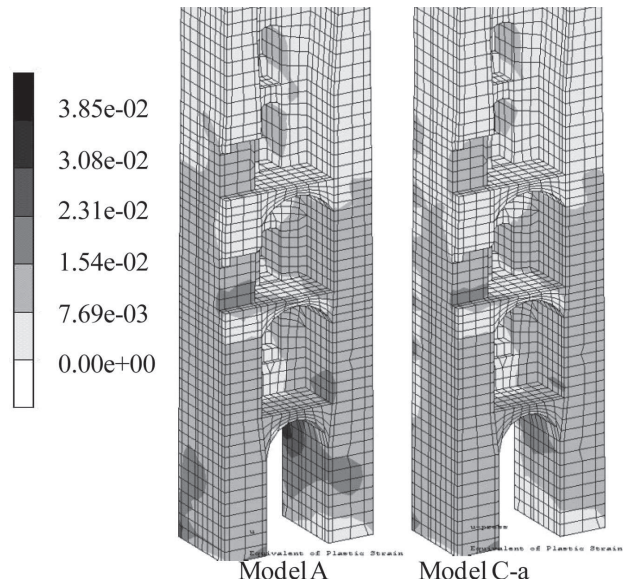 3.85e-02
3.08e-02
2.31e-02
1.54e-02
7.69e-03
0.00e+00
Equivalent of Plastic Strain
Equivalent of Plastic Strain
Model A
Model C-a